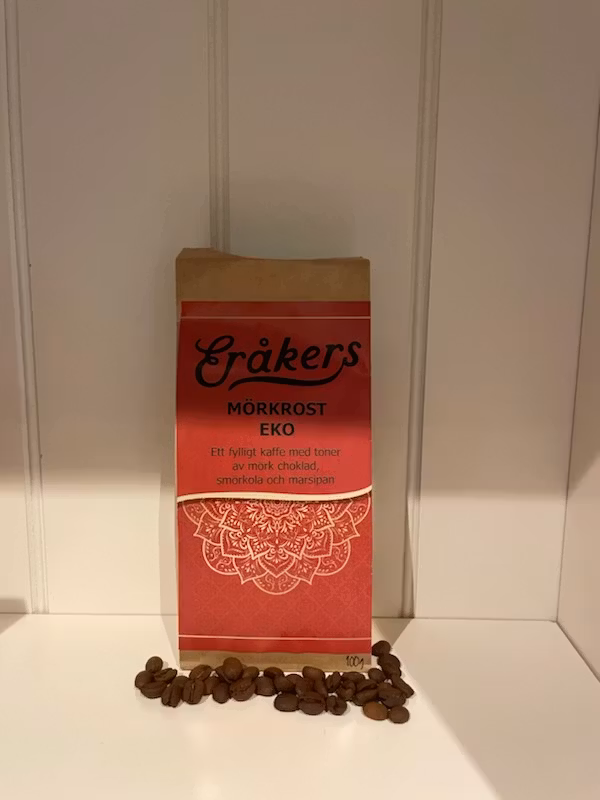 Eråkers
MÖRKROST
EKO
Ett fylligt kaffe med toner
av mörk choklad,
smörkola och marsipan
100g